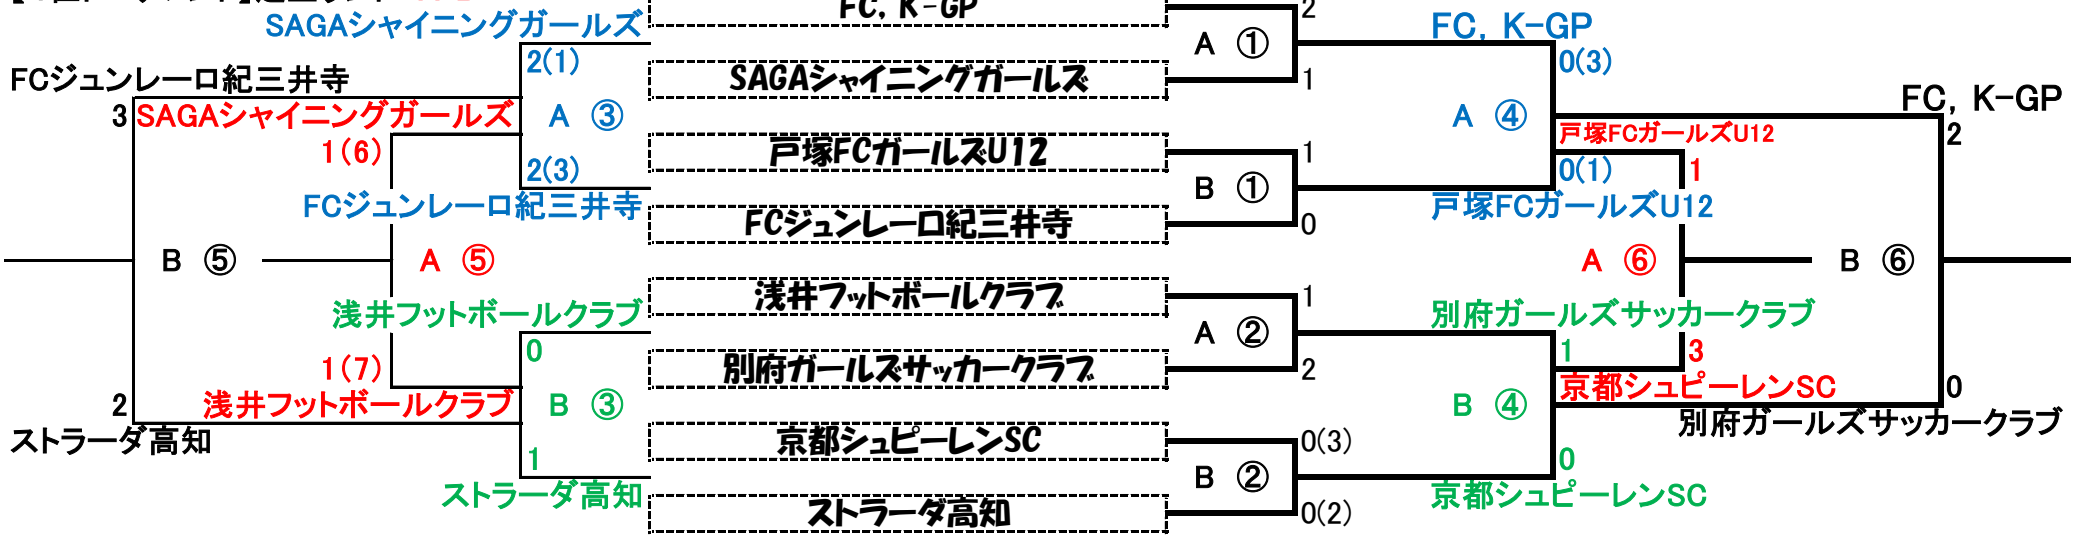 FC, K-GP
2
SAGAシャイニングガールズ
FC, K-GP
A ①
2(1)
0(3)
FCジュンレーロ紀三井寺
SAGAシャイニングガールズ
1
FC, K-GP
3
SAGAシャイニングガールズ
A ③
A ④
戸塚FCガールズU12
2
1(6)
戸塚FCガールズU12
1
2(3)
0(1)
1
B ①
FCジュンレーロ紀三井寺
戸塚FCガールズU12
FCジュンレーロ紀三井寺
0
B ⑤
A ⑤
A ⑥
B ⑥
浅井フットボールクラブ
1
浅井フットボールクラブ
別府ガールズサッカークラブ
A ②
0
1
3
1(7)
別府ガールズサッカークラブ
2
京都シュピーレンSC
0
2
浅井フットボールクラブ
B ③
B ④
別府ガールズサッカークラブ
ストラーダ高知
京都シュピーレンSC
0(3)
1
0
B ②
ストラーダ高知
京都シュピーレンSC
ストラーダ高知
0(2)